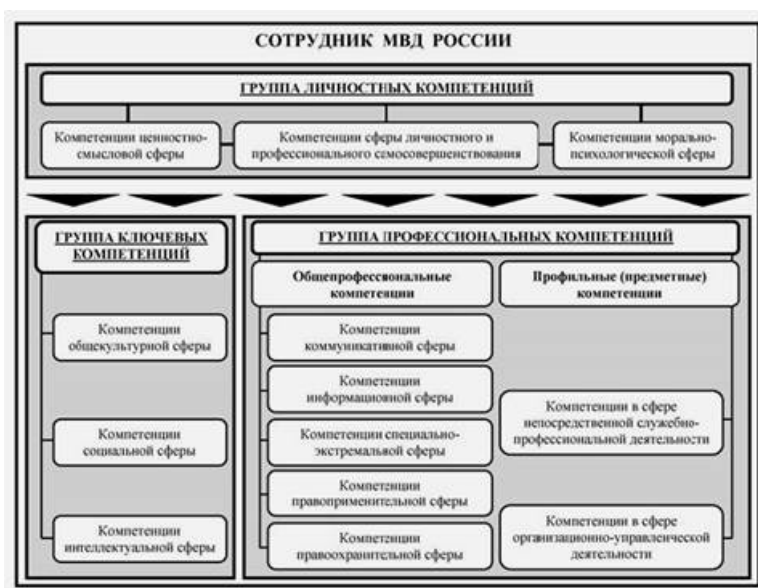 СОТРУДНИК МВД РОССИИ
ГРУППА ЛИЧНОСТНЫХ КОМПЕТЕНЦИЙ
Компетенции ценностно-
смысловой сферы
Компетенции сферы личностного и
профессионального самосовершенствования
Компетенции морально-
психологической сферы
ГРУППА КЛЮЧЕВЫХ
КОМПЕТЕНЦИЙ
Компетенции
общекультурной сферы
Компетенции
социальной сферы
Компетенции
интеллектуальной сферы
ГРУППА ПРОФЕССИОНАЛЬНЫХ КОМПЕТЕНЦИЙ
Общепрофессиональные
компетенции
Компетенции
коммуникативной сферы
Компетенции
информационной сферы
Компетенции специально-
экстремальной сферы
Компетенции
правоприменительной сферы
Компетенции
правоохранительной сферы
Профильные (предметные)
компетенции
Компетенции в сфере
непосредственной служебно-
профессиональной деятельности
Компетенции в сфере
организационно-управленческой
деятельности